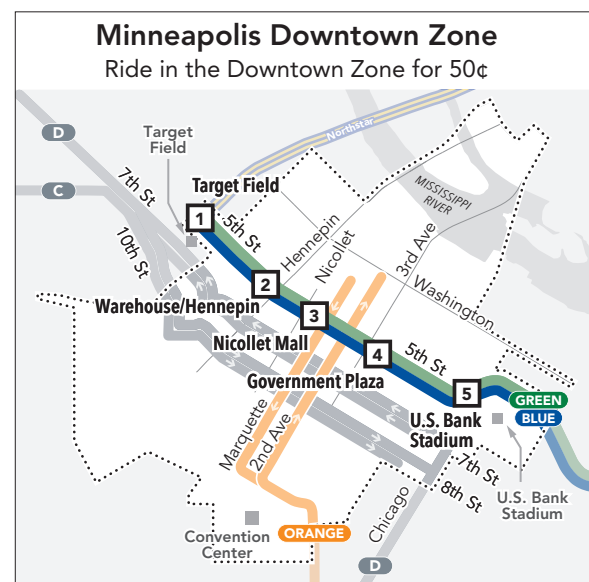 Minneapolis Downtown Zone
Ride in the Downtown Zone for 50¢
D
Target
Field
Northstar
7th St
C
Target Field
1
10th St
5th St
Hennepin
Nicollet
MISSISSIPPI
RIVER
3rd Ave
2
Warehouse/Hennepin
Washington
3
Nicollet Mall
4
5th St
Government Plaza
5
GREEN
BLUE
U.S. Bank
Stadium
Marquette
2nd Ave
7th St
8th St
U.S. Bank
Stadium
Chicago
Convention
Center
ORANGE
D